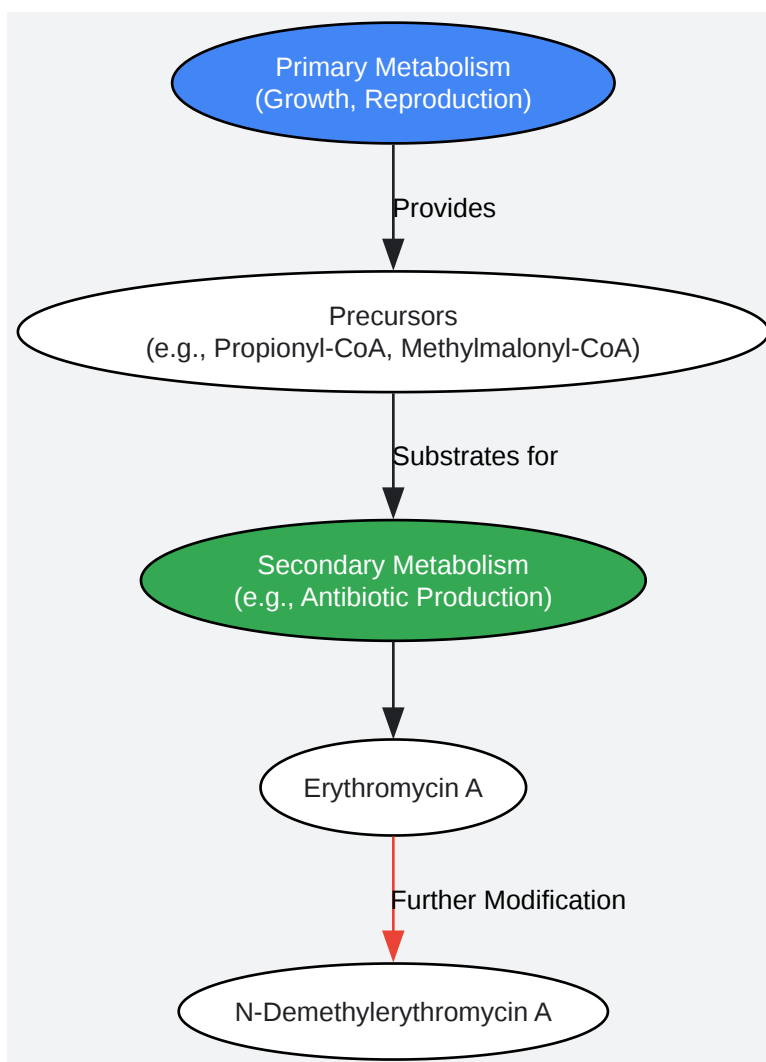 Primary Metabolism
(Growth, Reproduction)
Provides
Precursors
(e.g., Propionyl-CoA, Methylmalonyl-CoA)
Substrates for
Secondary Metabolism
(e.g., Antibiotic Production)
Erythromycin A
Further Modification
N-Demethylerythromycin A